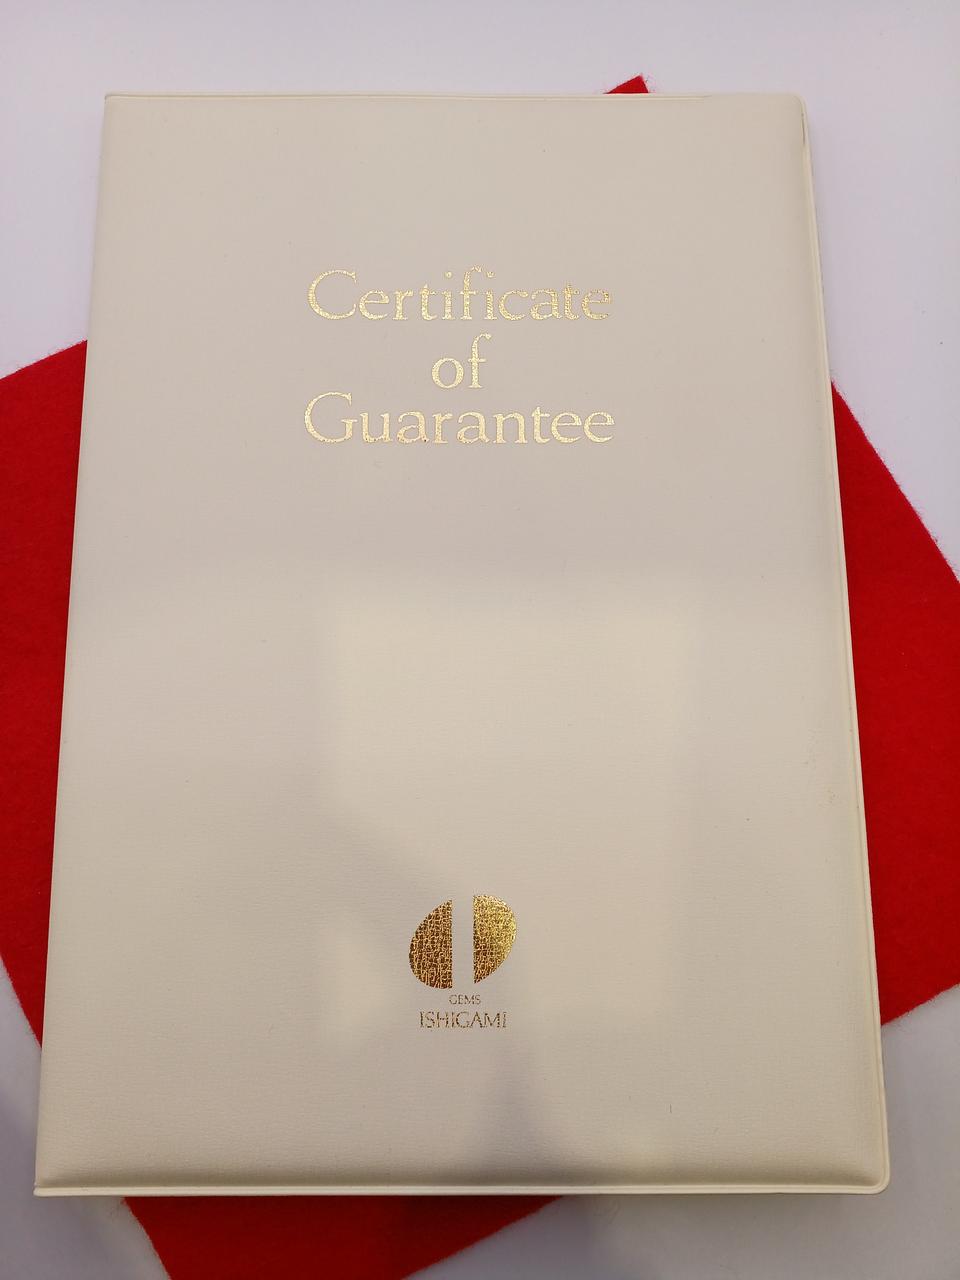 Certificate
of
Guarantee
GEMS
ISHIGAMI